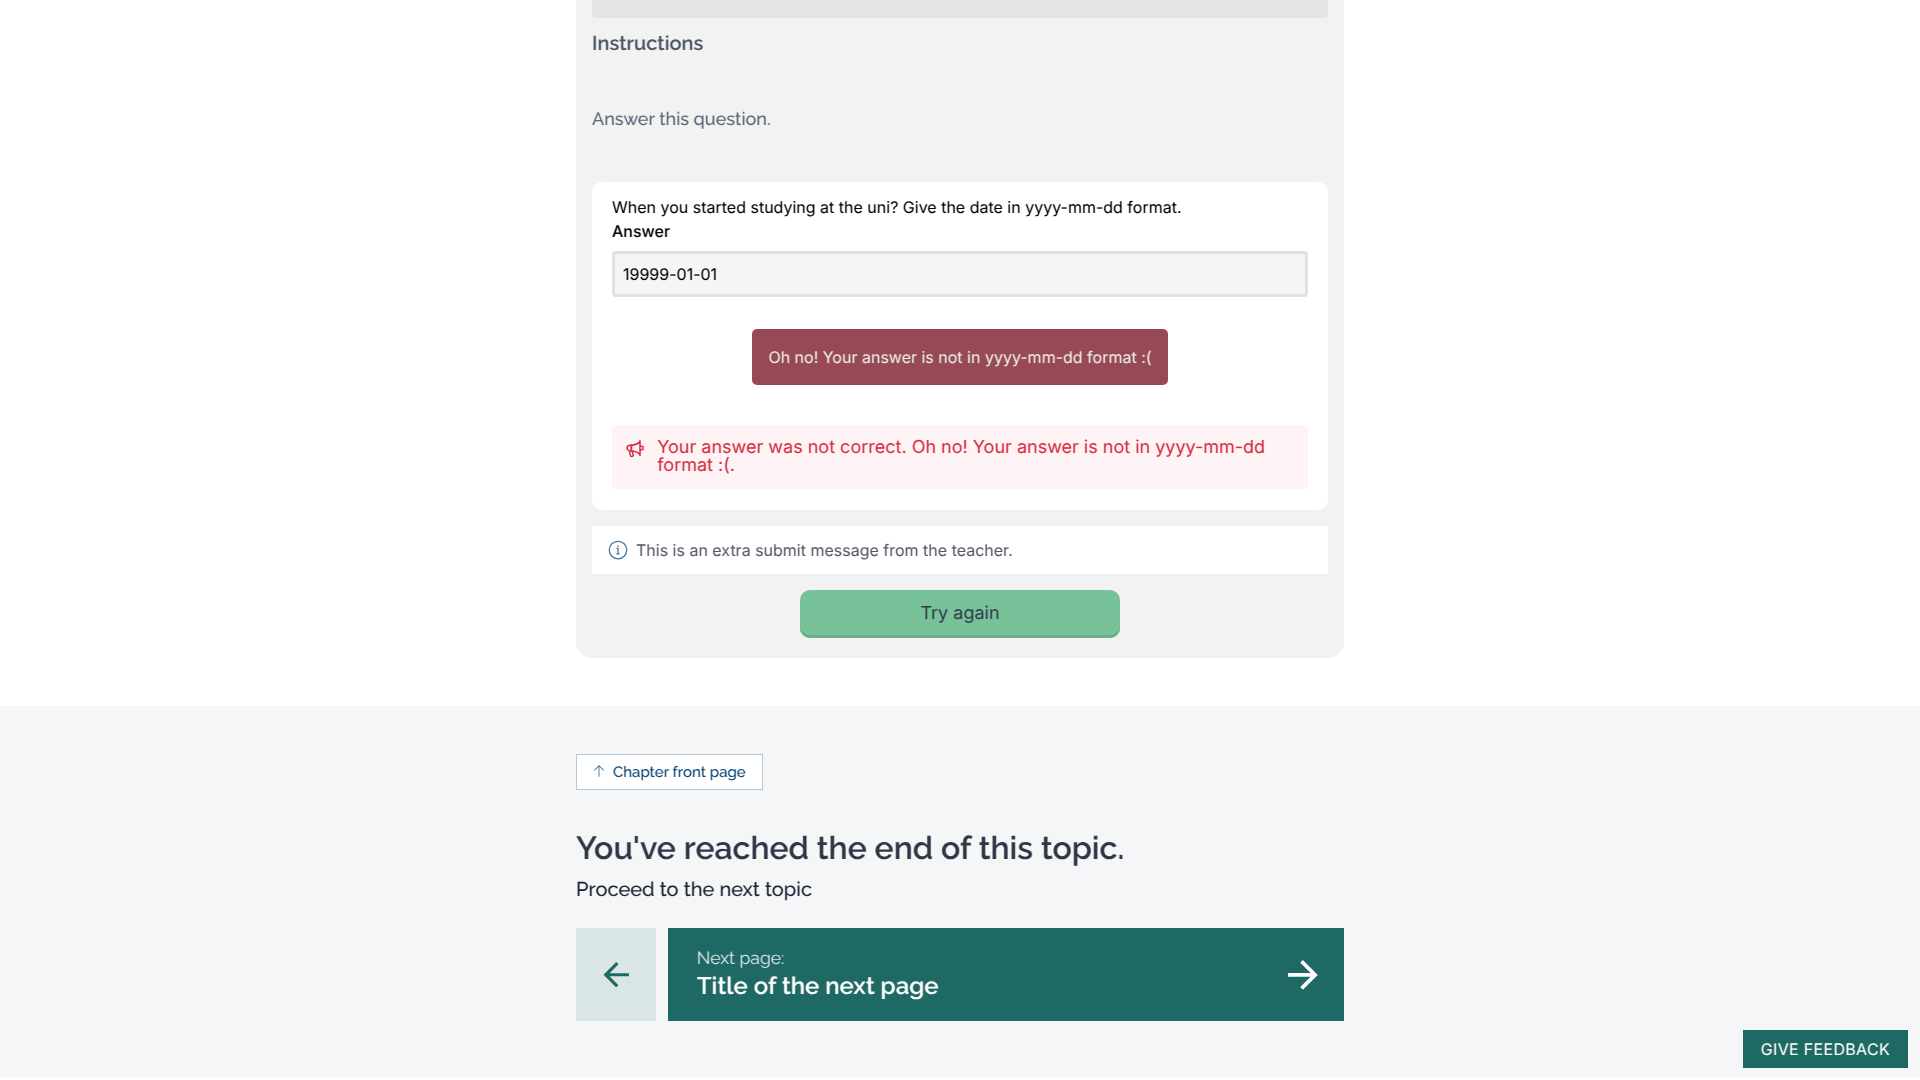 Instructions
Answer this question.
When you started studying at the uni? Give the date in yyyy-mm-dd format.
Answer
19999-01-01
Oh no! Your answer is not in yyyy-mm-dd format :(
Your answer was not correct. Oh no! Your answer is not in yyyy-mm-dd
format :(.
This is an extra submit message from the teacher.
Try again
Chapter front page
You've reached the end of this topic.
Proceed to the next topic
Next page:
Title of the next page
GIVE FEEDBACK